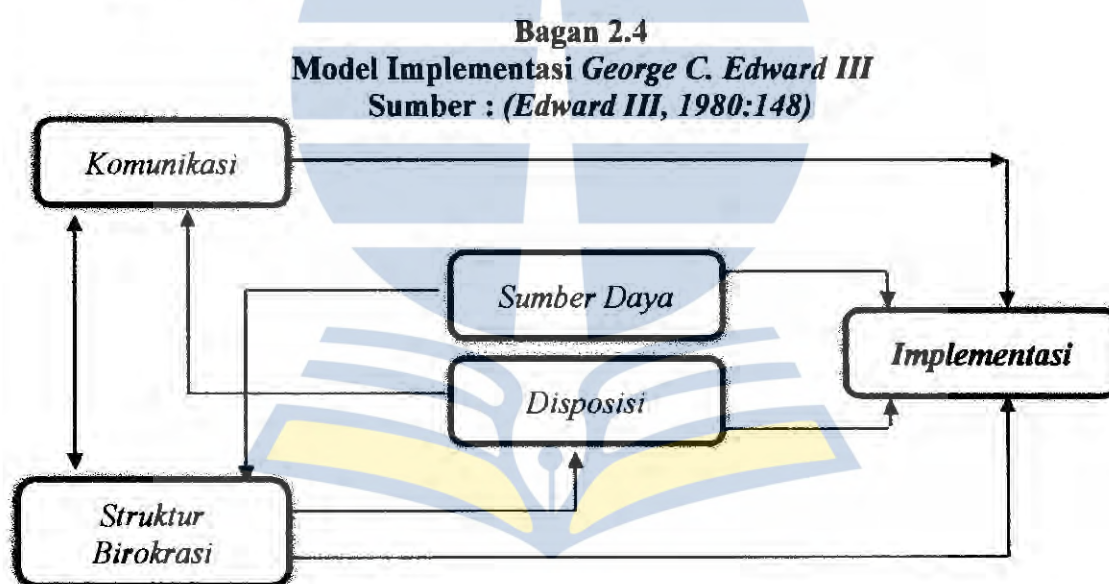 Bagan 2.4
Model Implementasi George C. Edward III
Sumber : (Edward III, 1980:148)
Komunikasi
Sumber Daya
Implementasi
Disposisi
Struktur
Birokrasi